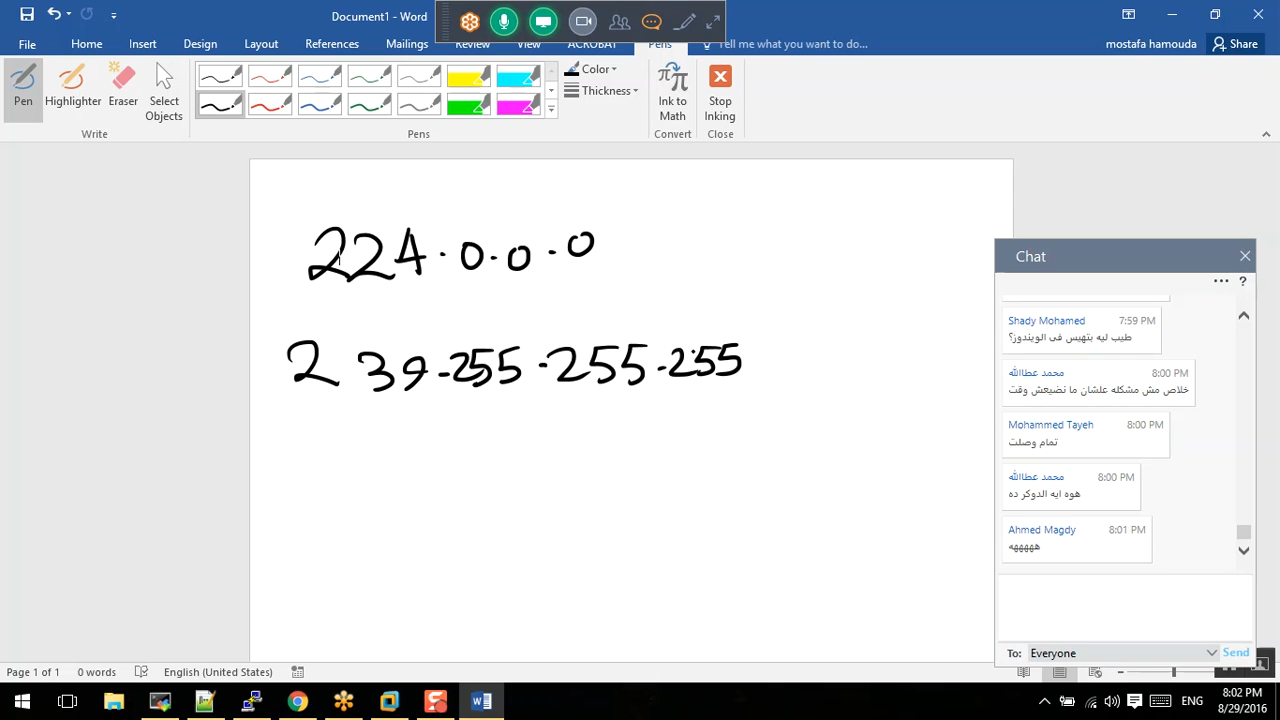 Document1 - Word
File
Home
Insert
Design
Layout
References
Mailings
Review
View
ACROBAT
Pens
Tell me what you want to do...
mostafa hamouda
Share
Pen
Highlighter
Eraser
Select Objects
Color
Thickness
Ink to Math
Stop Inking
Write
Pens
Convert
Close
224.0.0.0
239.255.255.255
Chat
?
Shady Mohamed 7:59 PM
طيب ليه بتهيس فى الويندوز؟
محمد عطاالله 8:00 PM
خلاص مش مشكله علشان ما نضيعش وقت
Mohammed Tayeh 8:00 PM
تمام وصلت
محمد عطاالله 8:00 PM
هوه ايه الدوكر ده
Ahmed Magdy 8:01 PM
هههههه
To: Everyone
Send
Page 1 of 1
0 words
English (United States)
ENG
8:02 PM
8/29/2016